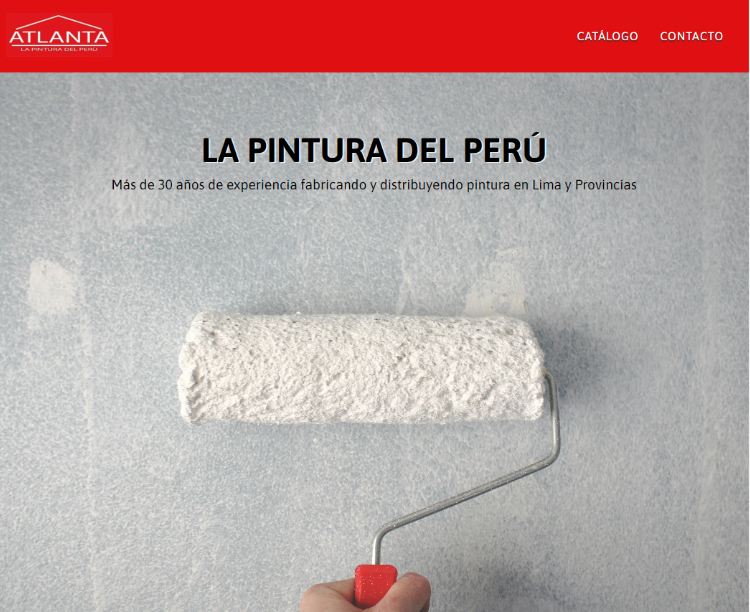 ATLANTA
LA PINTURA DEL PERÚ
CATÁLOGO
CONTACTO
LA PINTURA DEL PERÚ
Más de 30 años de experiencia fabricando y distribuyendo pintura en Lima y Provincias